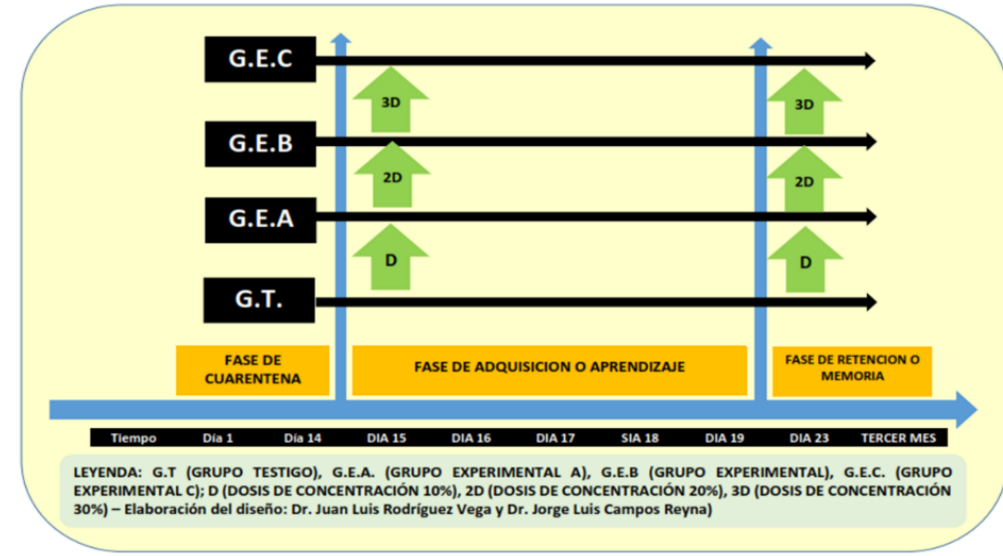 G.E.C
3D
3D
G.E.B
2D
2D
G.E.A
D
D
G.T.
FASE DE
CUARENTENA
FASE DE ADQUISICION O APRENDIZAJE
FASE DE RETENCION O
MEMORIA
Tiempo Día 1 Día 14 DIA 15 DIA 16 DIA 17 SIA 18 DIA 19 DIA 23 TERCER MES
LEYENDA: G.T (GRUPO TESTIGO), G.E.A. (GRUPO EXPERIMENTAL A), G.E.B (GRUPO EXPERIMENTAL), G.E.C. (GRUPO
EXPERIMENTAL C); D (DOSIS DE CONCENTRACIÓN 10%), 2D (DOSIS DE CONCENTRACIÓN 20%), 3D (DOSIS DE CONCENTRACIÓN
30%) – Elaboración del diseño: Dr. Juan Luis Rodríguez Vega y Dr. Jorge Luis Campos Reyna)